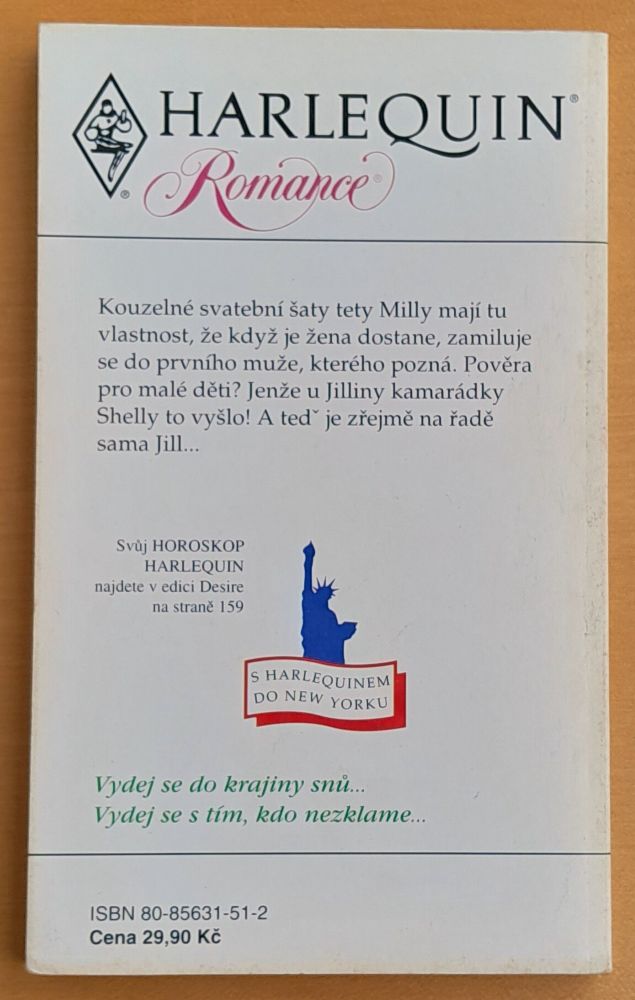 HARLEQUIN®
Romance®
®
Kouzelné svatební šaty tety Milly mají tu
vlastnost, že když je žena dostane, zamiluje
se do prvního muže, kterého pozná. Pověra
pro malé děti? Jenže u Jilliny kamarádky
Shelly to vyšlo! A tedˇ je zřejmě na řadě
sama Jill...
Svůj HOROSKOP
HARLEQUIN
najdete v edici Desire
na straně 159
S HARLEQUINEM
DO NEW YORKU
Vydej se do krajiny snů...
Vydej se s tím, kdo nezklame...
ISBN 80-85631-51-2
Cena 29,90 Kč